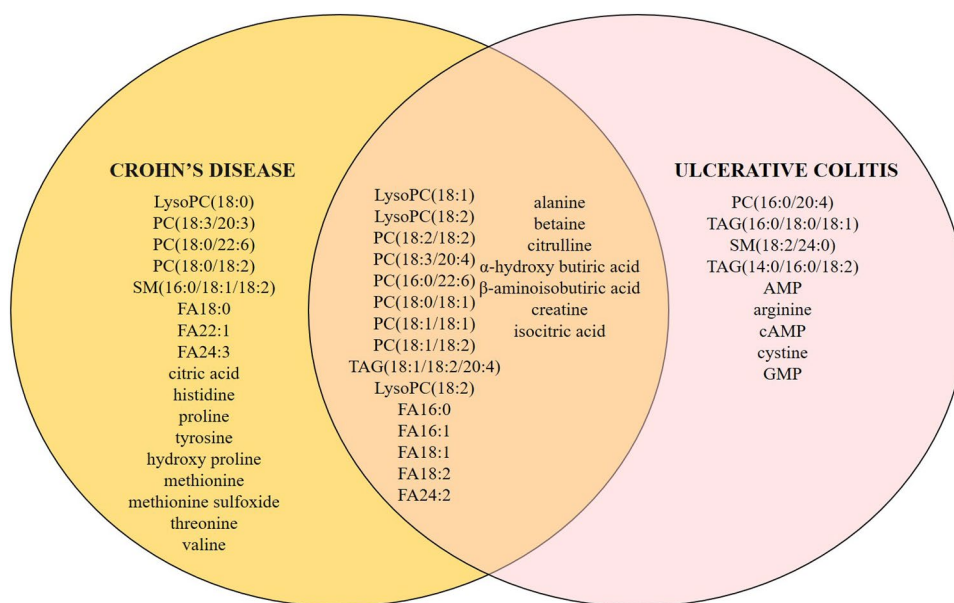 CROHN'S DISEASE
LysoPC(18:0)
PC(18:3/20:3)
PC(18:0/22:6)
PC(18:0/18:2)
SM(16:0/18:1/18:2)
FA18:0
FA22:1
FA24:3
citric acid
histidine
proline
tyrosine
hydroxy proline
methionine
methionine sulfoxide
threonine
valine
LysoPC(18:1)
LysoPC(18:2)
PC(18:2/18:2)
PC(18:3/20:4)
PC(16:0/22:6)
PC(18:0/18:1)
PC(18:1/18:1)
PC(18:1/18:2)
TAG(18:1/18:2/20:4)
LysoPC(18:2)
FA16:0
FA16:1
FA18:1
FA18:2
FA24:2
alanine
betaine
citrulline
α-hydroxy butiric acid
β-aminoisobutiric acid
creatine
isocitric acid
ULCERATIVE COLITIS
PC(16:0/20:4)
TAG(16:0/18:0/18:1)
SM(18:2/24:0)
TAG(14:0/16:0/18:2)
AMP
arginine
cAMP
cystine
GMP